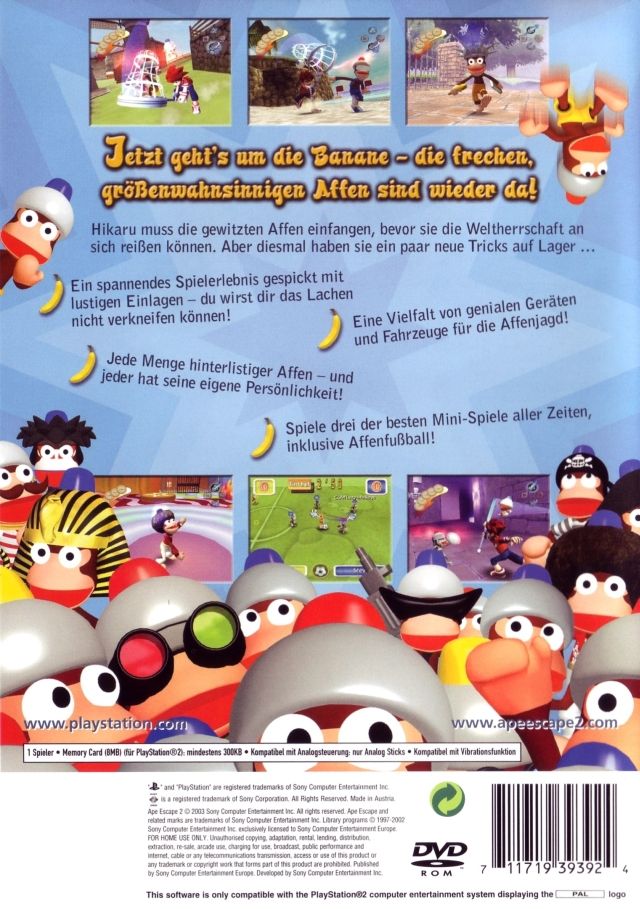 Jetzt geht's um die Banane – die frechen,
größenwahnsinnigen Affen sind wieder da!
Hikaru muss die gewitzten Affen einfangen, bevor sie die Weltherrschaft an
sich reißen können. Aber diesmal haben sie ein paar neue Tricks auf Lager ...
Ein spannendes Spielerlebnis gespickt mit
lustigen Einlagen – du wirst dir das Lachen
nicht verkneifen können!
Eine Vielfalt von genialen Geräten
und Fahrzeuge für die Affenjagd!
Jede Menge hinterlistiger Affen – und
jeder hat seine eigene Persönlichkeit!
Spiele drei der besten Mini-Spiele aller Zeiten,
inklusive Affenfußball!
www.playstation.com
www.apeescape2.com
1 Spieler • Memory Card (8MB) (für PlayStation®2): mindestens 300KB • Kompatibel mit Analogsteuerung: nur Analog Sticks • Kompatibel mit Vibrationsfunktion
" and "PlayStation" are registered trademarks of Sony Computer Entertainment Inc.
is a registered trademark of Sony Corporation. All Rights Reserved. Made in Austria.
Ape Escape 2 © 2003 Sony Computer Entertainment Inc. All rights reserved. Ape Escape and
related marks are trademarks of Sony Computer Entertainment Inc. Library programs © 1997-2002
Sony Computer Entertainment Inc. exclusively licensed to Sony Computer Entertainment Europe.
FOR HOME USE ONLY: Unauthorised copying, adaptation, rental, lending, distribution,
extraction, re-sale, arcade use, charging for use, broadcast, public performance and
internet, cable or any telecommunications transmission, access or use of this product or
any trademark or copyright work that forms part of this product are prohibited. Published
by Sony Computer Entertainment Europe. Developed by Sony Computer Entertainment Inc.
DVD
ROM
7 11719 39392 4
This software is only compatible with the PlayStation®2 computer entertainment system displaying the PAL logo